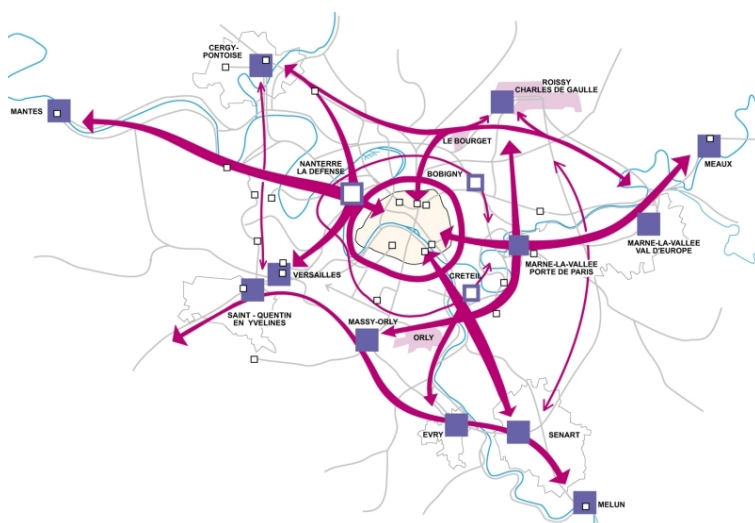 CERGY-
PONTOISE
ROISSY
CHARLES DE GAULLE
MANTES
LE BOURGET
MEAUX
NANTERRE
LA DEFENSE
BOBIGNY
MARNE-LA-VALLEE
VAL D'EUROPE
MARNE-LA-VALLEE
PORTE DE PARIS
VERSAILLES
CRETEIL
SAINT - QUENTIN
EN YVELINES
MASSY-ORLY
ORLY
EVRY
SENART
MELUN